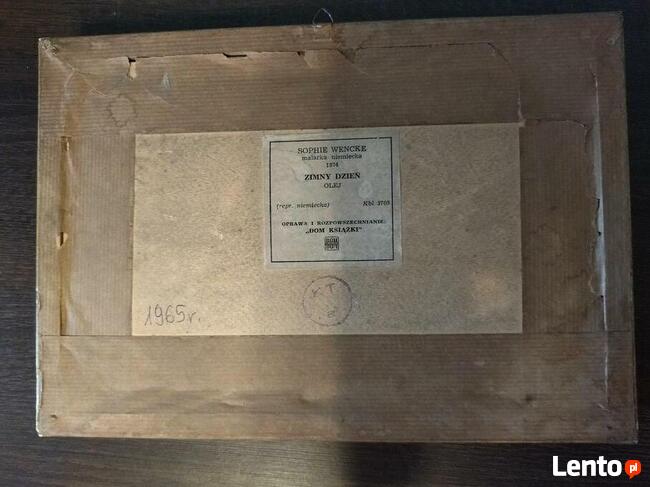 SOPHIE WENCKE
malarka niemiecka
1874
ZIMNY DZIEŃ
OLEJ
(repr. niemiecka) Kbl 3703
OPRAWA I ROZPOWSZECHNIANIE:
„DOM KSIĄŻKI"
K T
1965r.
Lento.pl